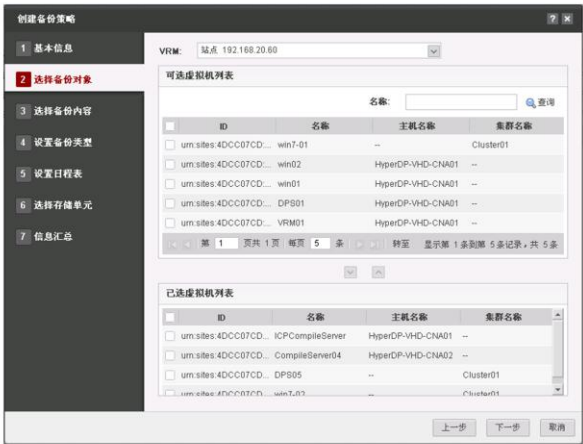 创建备份策略
? x
1 基本信息
2 选择备份对象
3 选择备份内容
4 设置备份类型
5 设置日程表
6 选择存储单元
7 信息汇总
VRM: 站点 192.168.20.60
可选虚拟机列表
名称: 查询
ID 名称 主机名称 集群名称
urn:sites:4DCC07CD:... win7-01 -- Cluster01
urn:sites:4DCC07CD:... win02 HyperDP-VHD-CNA01 --
urn:sites:4DCC07CD:... win01 HyperDP-VHD-CNA01 --
urn:sites:4DCC07CD:... DPS01 HyperDP-VHD-CNA01 --
urn:sites:4DCC07CD:... VRM01 HyperDP-VHD-CNA01 --
第 1 页共 1 页 每页 5 条 转至 显示第 1 条到第 5 条记录，共 5 条
已选虚拟机列表
ID 名称 主机名称 集群名称
urn:sites:4DCC07CD... ICPCompileServer HyperDP-VHD-CNA01 --
urn:sites:4DCC07CD... CompileServer04 HyperDP-VHD-CNA02 --
urn:sites:4DCC07CD... DPS05 -- Cluster01
urn:sites:4DCC07CD... win7-02 -- Cluster01
上一步 下一步 取消